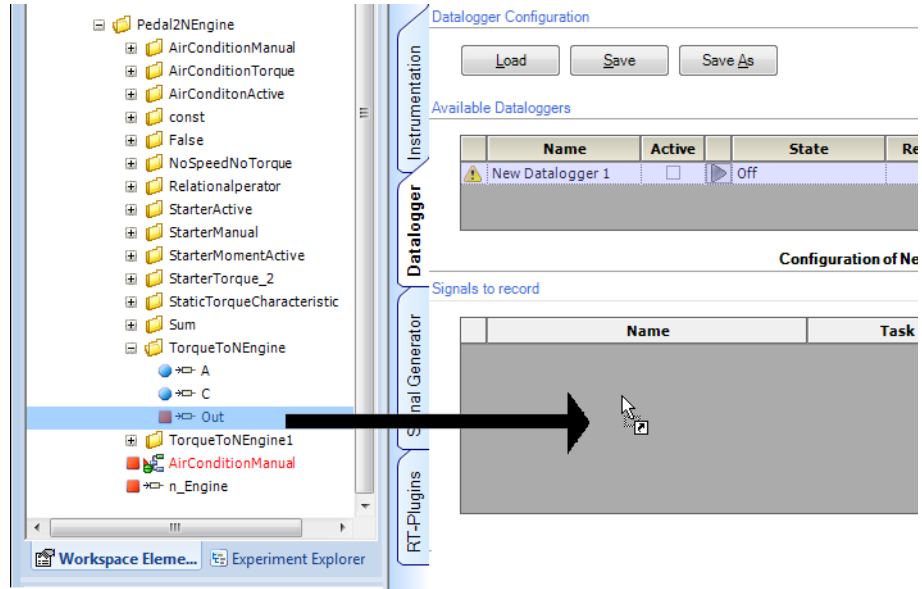 Pedal2NEngine
AirConditionManual
AirConditionTorque
AirConditonActive
const
False
NoSpeedNoTorque
Relationalperator
StarterActive
StarterManual
StarterMomentActive
StarterTorque_2
StaticTorqueCharacteristic
Sum
TorqueToNEngine
A
C
Out
TorqueToNEngine1
AirConditionManual
n_Engine
Workspace Eleme... Experiment Explorer
Instrumentation
Datalogger
nal Generator
RT-Plugins
Datalogger Configuration
Load Save Save As
Available Dataloggers
Name Active State Re
New Datalogger 1 Off
Configuration of Ne
Signals to record
Name Task